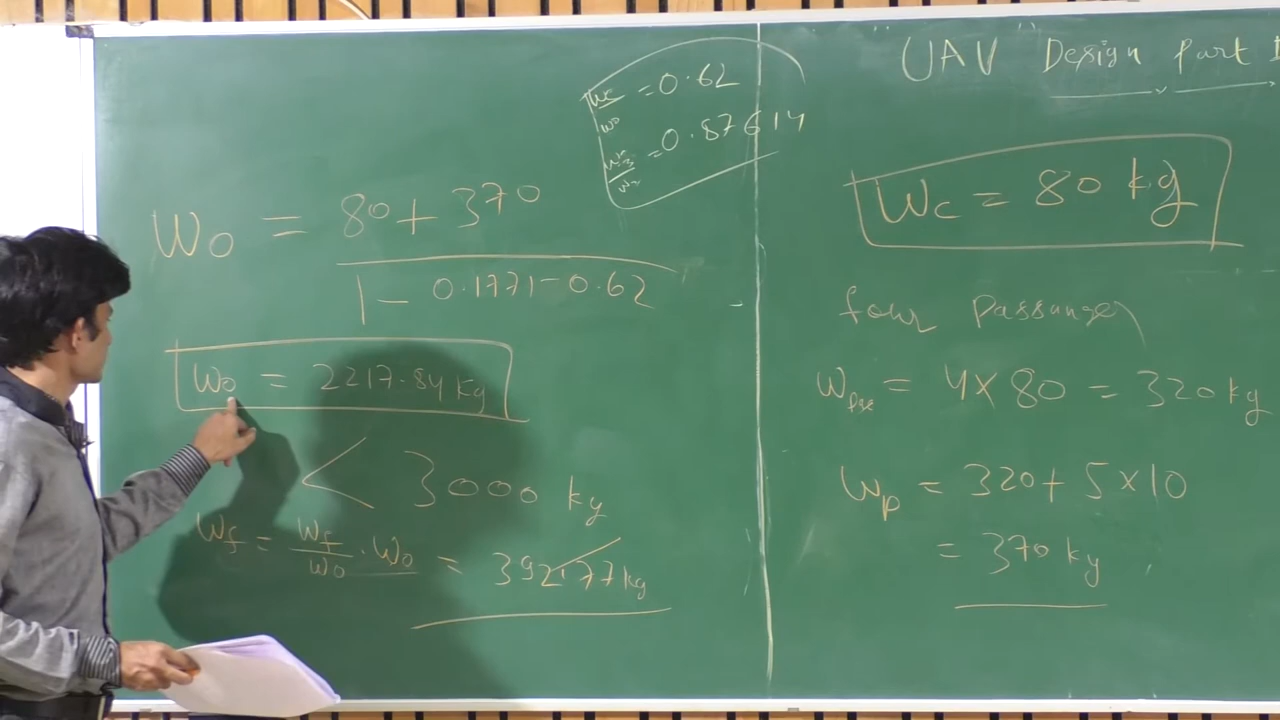 UAV Design Part
We/W0 = 0.62
W3/W2 = 0.87614
W0 = 80 + 370 / 1 - 0.1771 - 0.62
W0 = 2217.84 Kg
< 3000 kg
Wf = Wf/W0 . W0 = 392.77 kg
Wc = 80 kg
four Passanger
W = 4 x 80 = 320 kg
Wp = 320 + 5 x 10
= 370 kg